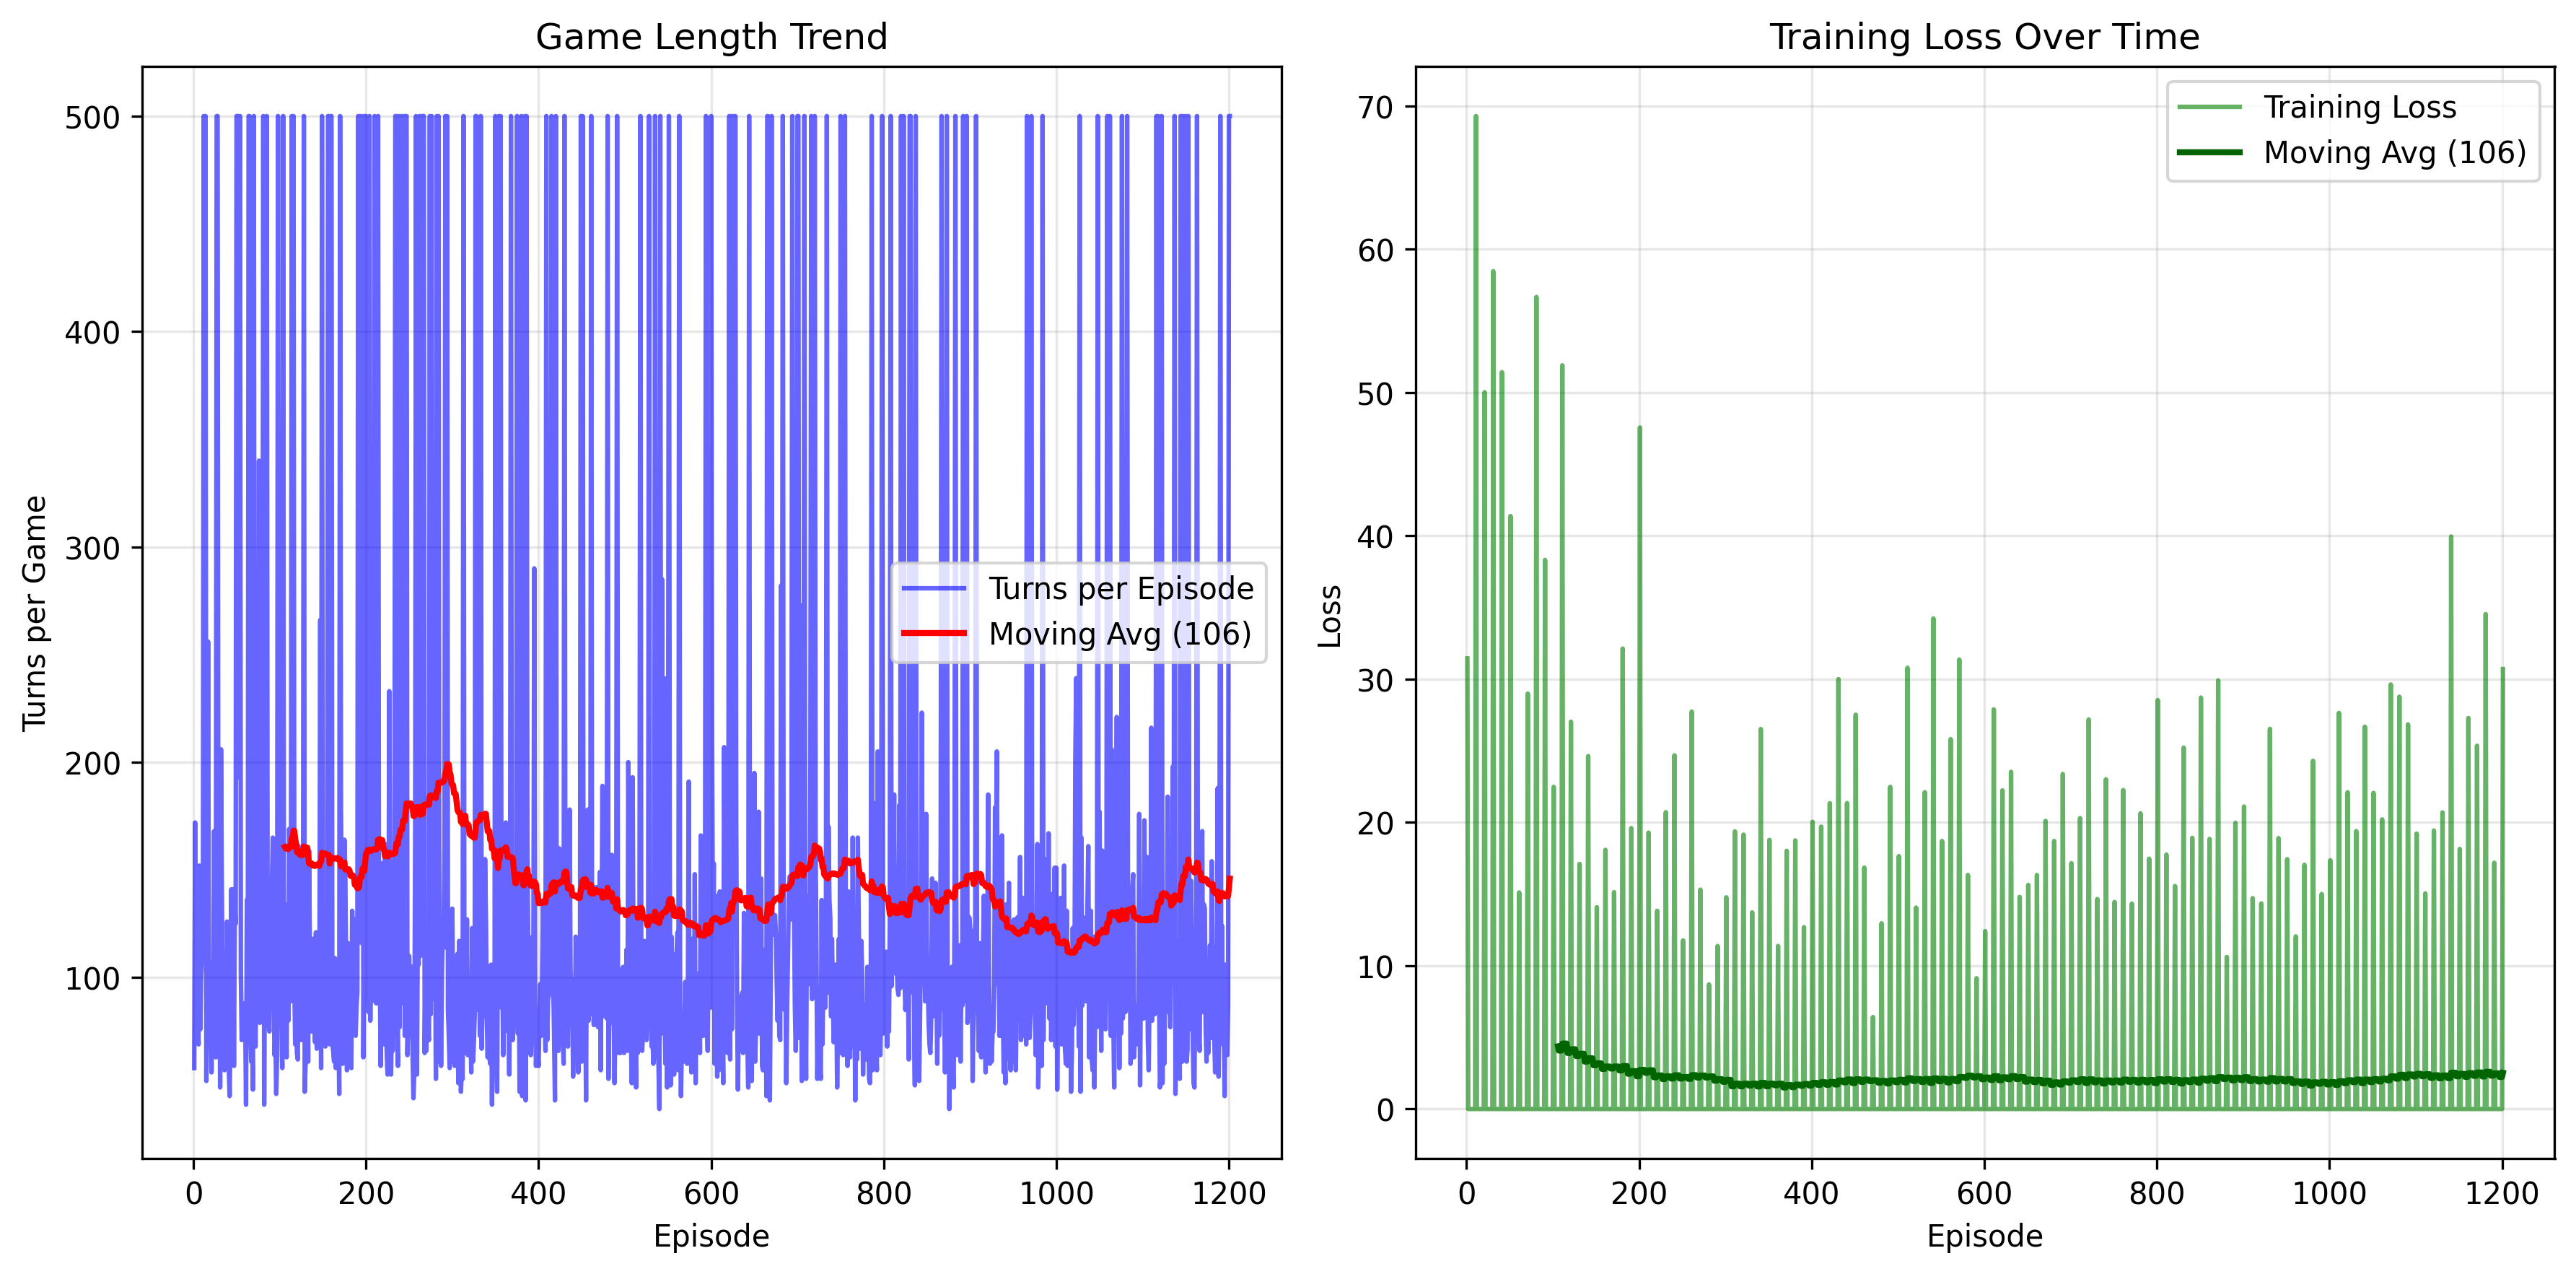 Game Length Trend
500
400
300
200
100
Turns per Game
Turns per Episode
Moving Avg (106)
0 200 400 600 800 1000 1200
Episode
Training Loss Over Time
70
60
50
40
30
20
10
0
Loss
Training Loss
Moving Avg (106)
0 200 400 600 800 1000 1200
Episode